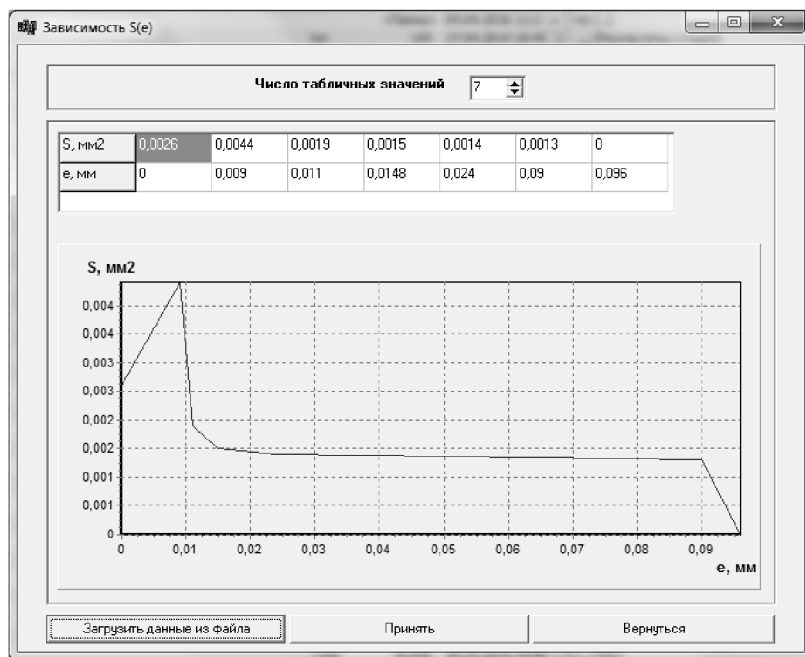 Зависимость S(e)
Число табличных значений 7
S, мм2 0,0026 0,0044 0,0019 0,0015 0,0014 0,0013 0
e, мм 0 0,009 0,011 0,0148 0,024 0,09 0,096
S, мм2
0,004
0,004
0,003
0,003
0,002
0,002
0,001
0,001
0
0 0,01 0,02 0,03 0,04 0,05 0,06 0,07 0,08 0,09
e, мм
Загрузить данные из файла Принять Вернуться